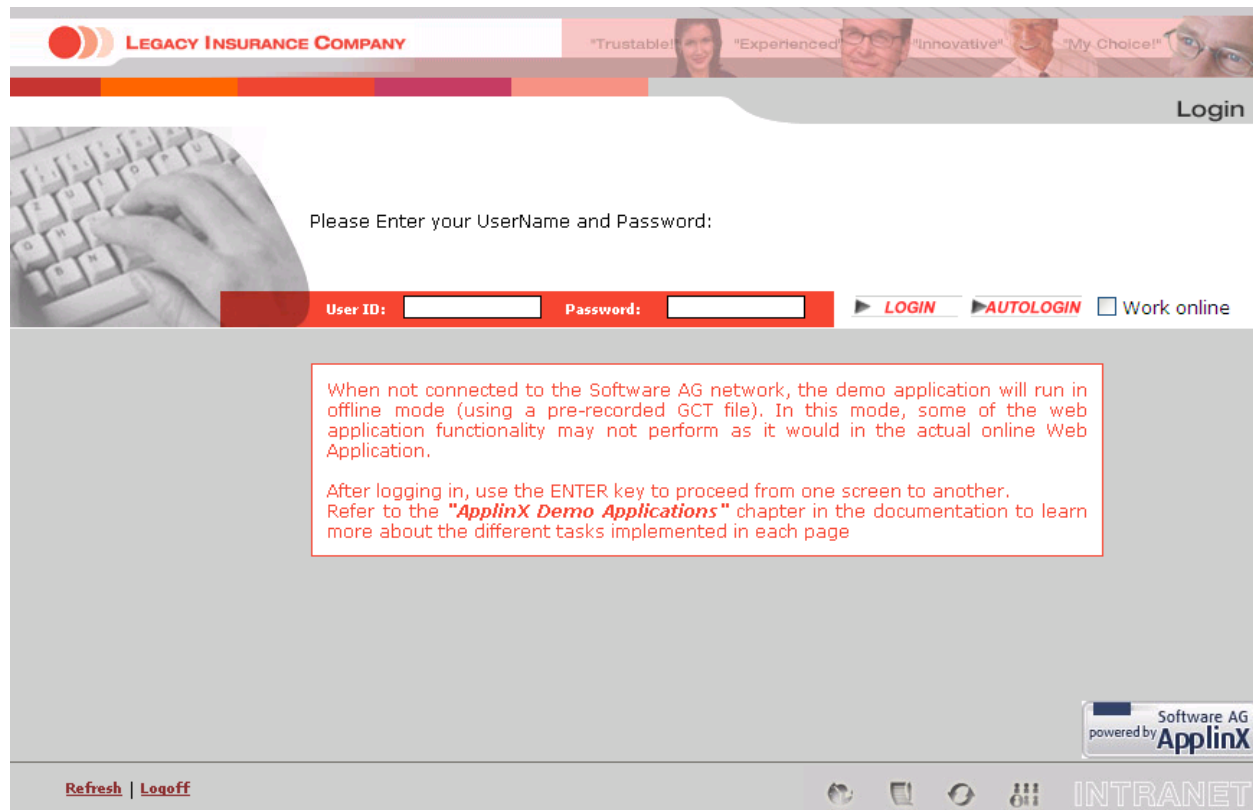 LEGACY INSURANCE COMPANY
"Trustable!" "Experienced" "Innovative" "My Choice!"
Login
Please Enter your UserName and Password:
User ID: Password: LOGIN AUTOLOGIN Work online
When not connected to the Software AG network, the demo application will run in
offline mode (using a pre-recorded GCT file). In this mode, some of the web
application functionality may not perform as it would in the actual online Web
Application.
After logging in, use the ENTER key to proceed from one screen to another.
Refer to the "ApplinX Demo Applications" chapter in the documentation to learn
more about the different tasks implemented in each page
Software AG
powered by ApplinX
Refresh | Logoff
INTRANET